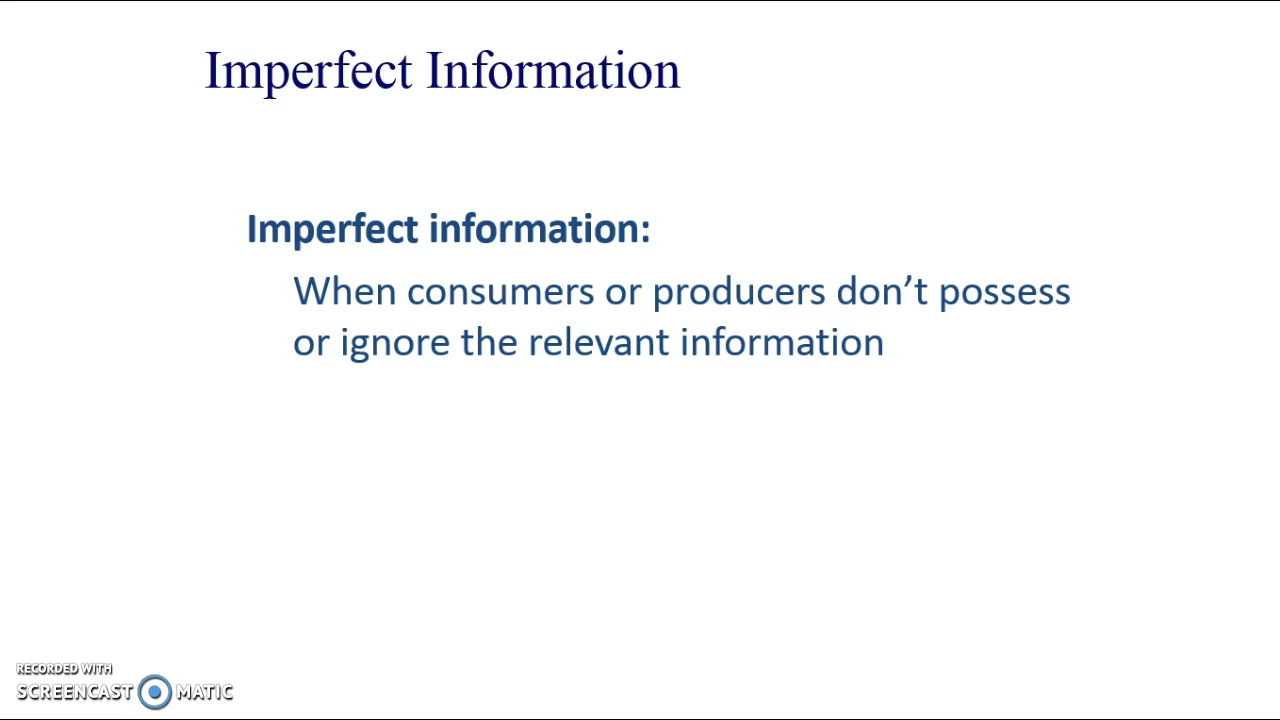 Imperfect Information
Imperfect information:
When consumers or producers don’t possess
or ignore the relevant information
RECORDED WITH
SCREENCAST MATIC